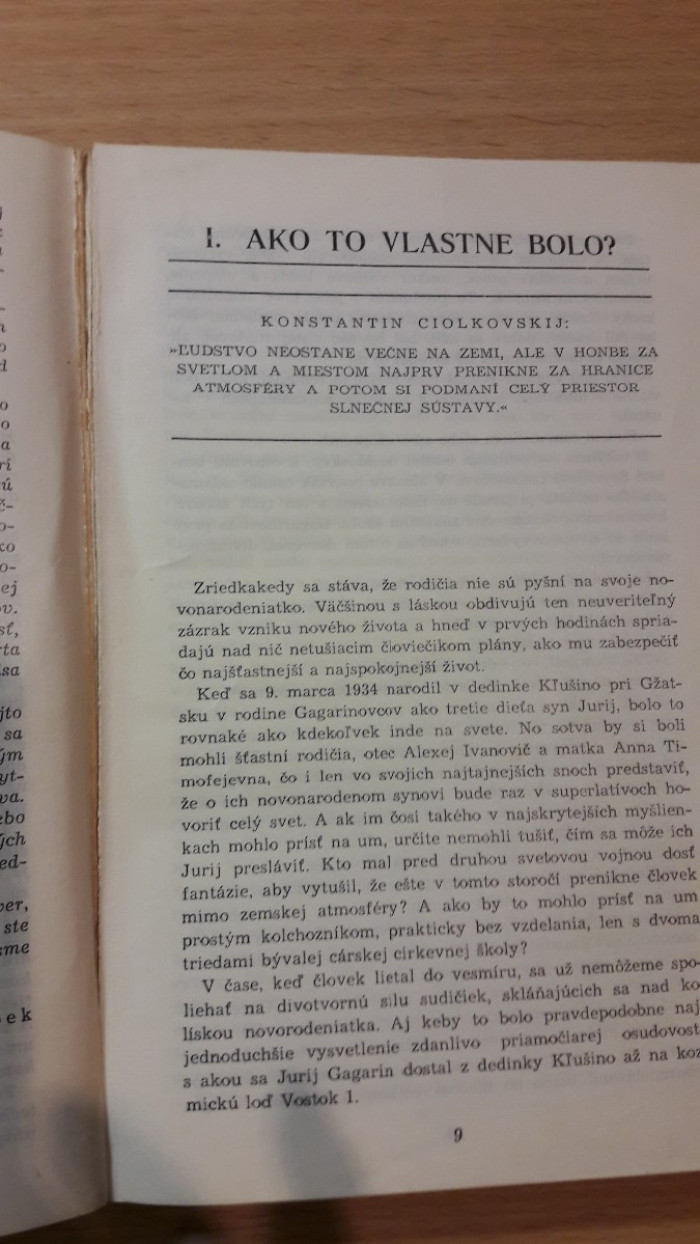 I. AKO TO VLASTNE BOLO?
KONSTANTIN CIOLKOVSKIJ:
»ĽUDSTVO NEOSTANE VEČNE NA ZEMI, ALE V HONBE ZA
SVETLOM A MIESTOM NAJPRV PRENIKNE ZA HRANICE
ATMOSFÉRY A POTOM SI PODMANÍ CELÝ PRIESTOR
SLNEČNEJ SÚSTAVY.«
Zriedkakedy sa stáva, že rodičia nie sú pyšní na svoje no-
vonarodeniatko. Väčšinou s láskou obdivujú ten neuveriteľný
zázrak vzniku nového života a hneď v prvých hodinách spria-
dajú nad nič netušiacim človiečikom plány, ako mu zabezpečiť
čo najšťastnejší a najspokojnejší život.
Keď sa 9. marca 1934 narodil v dedinke Kľušino pri Gžat-
sku v rodine Gagarinovcov ako tretie dieťa syn Jurij, bolo to
rovnaké ako kdekoľvek inde na svete. No sotva by si boli
mohli šťastní rodičia, otec Alexej Ivanovič a matka Anna Ti-
mofejevna, čo i len vo svojich najtajnejších snoch predstaviť,
že o ich novonarodenom synovi bude raz v superlatívoch ho-
voriť celý svet. A ak im čosi takého v najskrytejších myšlien-
kach mohlo prísť na um, určite nemohli tušiť, čím sa môže ich
Jurij presláviť. Kto mal pred druhou svetovou vojnou dosť
fantázie, aby vytušil, že ešte v tomto storočí prenikne človek
mimo zemskej atmosféry? A ako by to mohlo prísť na um
prostým kolchozníkom, prakticky bez vzdelania, len s dvoma
triedami bývalej cárskej cirkevnej školy?
V čase, keď človek lietal do vesmíru, sa už nemôžeme spo-
liehať na divotvornú silu sudičiek, skláňajúcich sa nad ko
lískou novorodeniatka. Aj keby to bolo pravdepodobne naj
jednoduchšie vysvetlenie zdanlivo priamočiarej osudovost
s akou sa Jurij Gagarin dostal z dedinky Kľušino až na koz
mickú loď Vostok 1.
9